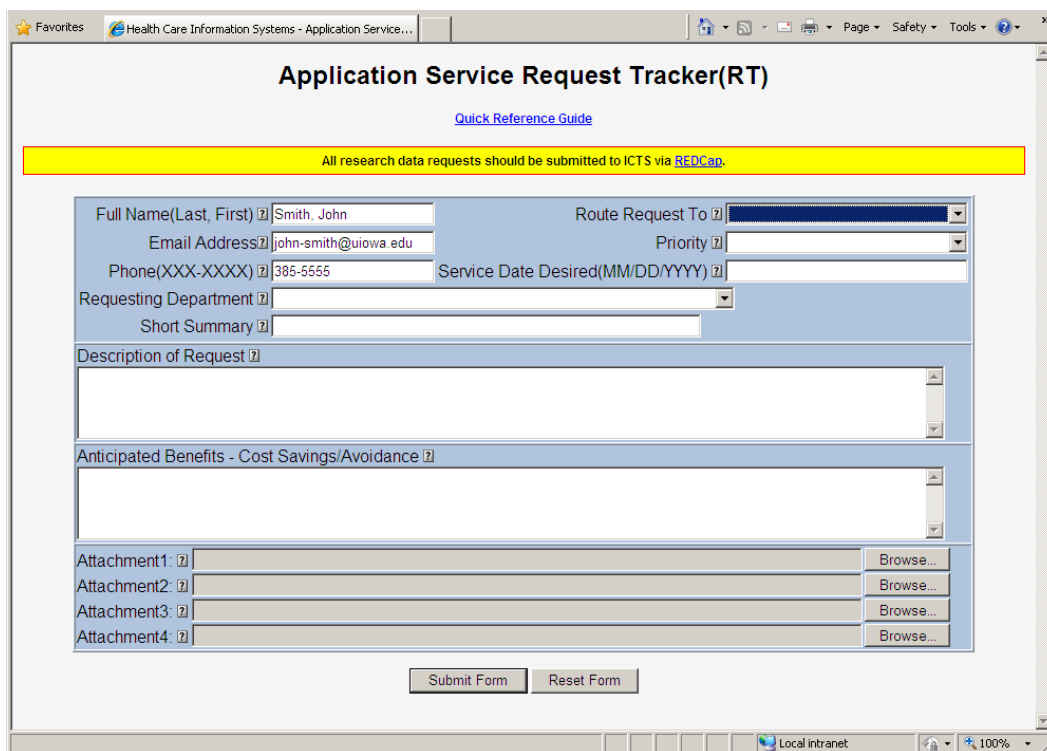 Favorites Health Care Information Systems - Application Service... Page Safety Tools
Application Service Request Tracker(RT)
Quick Reference Guide
All research data requests should be submitted to ICTS via REDCap.
Full Name(Last, First) ? Smith, John Route Request To ?
Email Address? john-smith@uiowa.edu Priority ?
Phone(XXX-XXXX) ? 385-5555 Service Date Desired(MM/DD/YYYY) ?
Requesting Department ?
Short Summary ?
Description of Request ?
Anticipated Benefits - Cost Savings/Avoidance ?
Attachment1: ? Browse...
Attachment2: ? Browse...
Attachment3: ? Browse...
Attachment4: ? Browse...
Submit Form Reset Form
Local intranet 100%